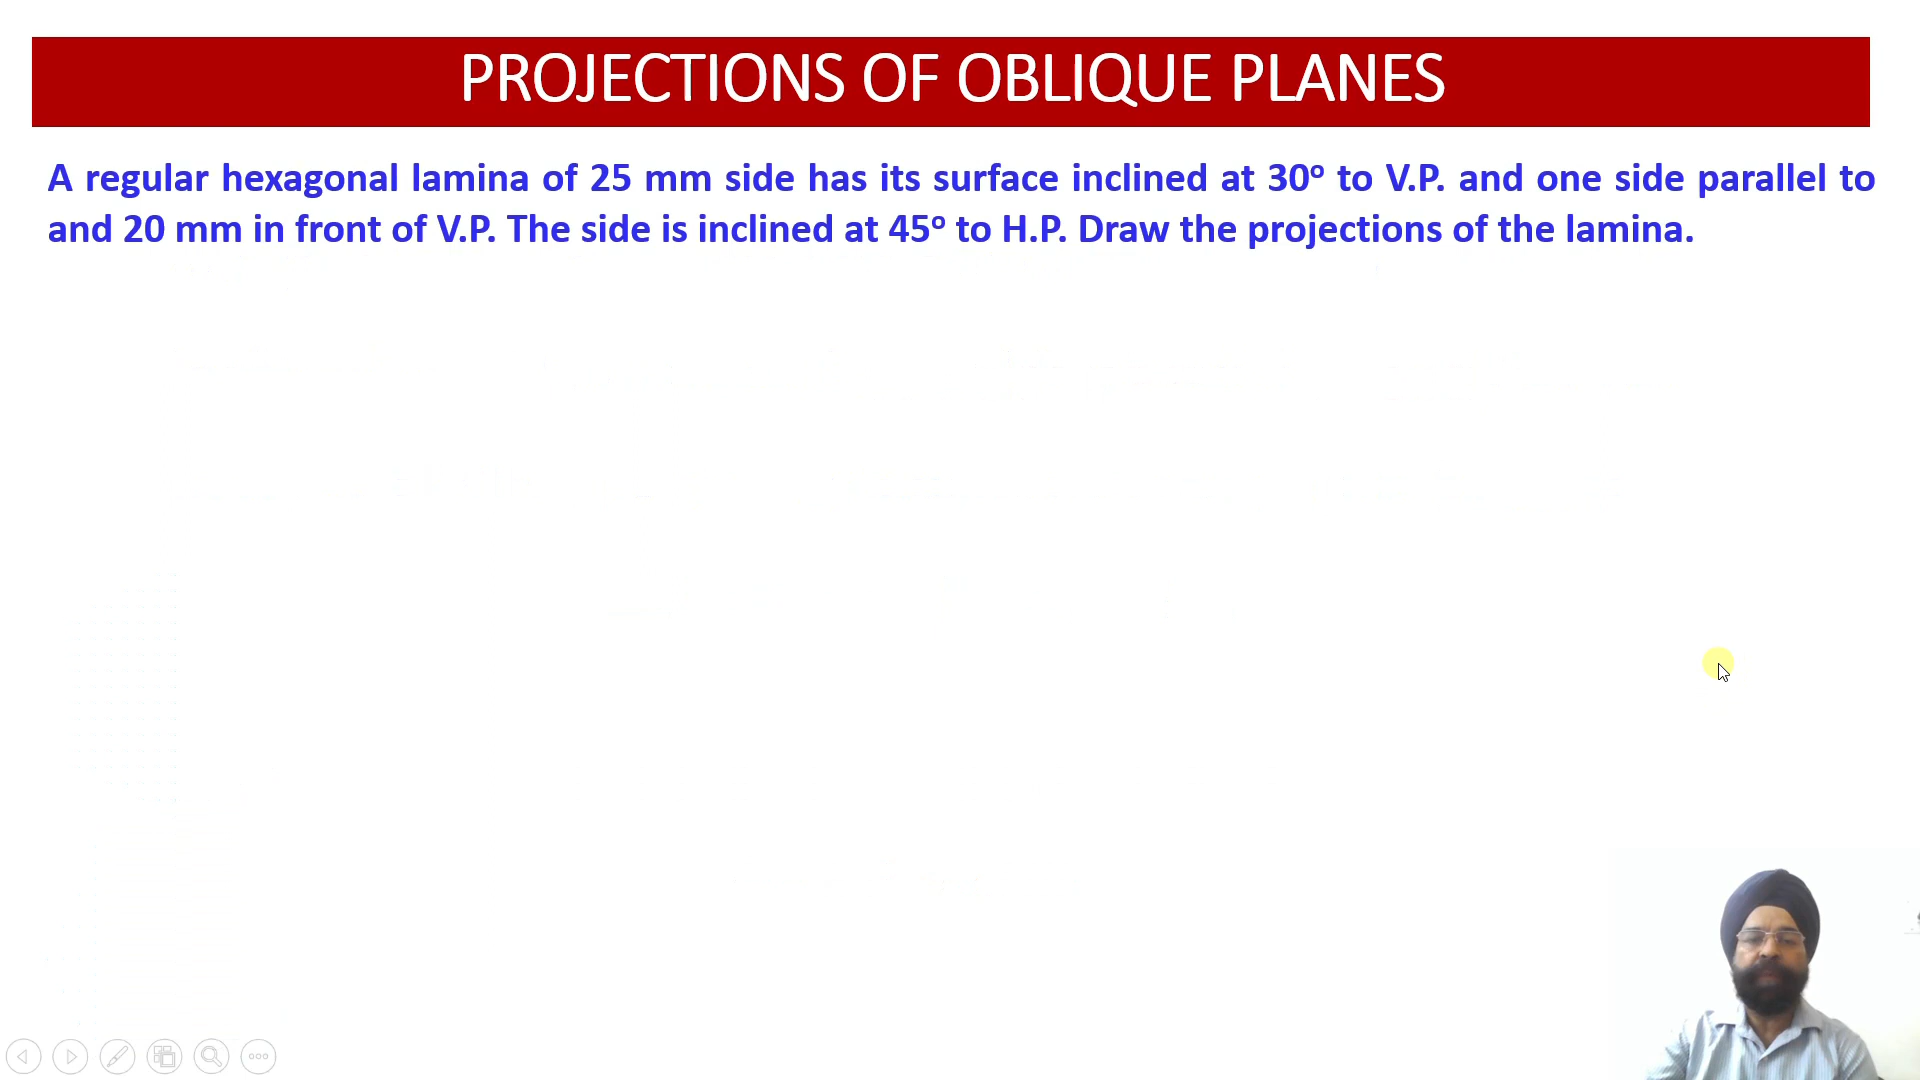 PROJECTIONS OF OBLIQUE PLANES
A regular hexagonal lamina of 25 mm side has its surface inclined at 30º to V.P. and one side parallel to
and 20 mm in front of V.P. The side is inclined at 45º to H.P. Draw the projections of the lamina.